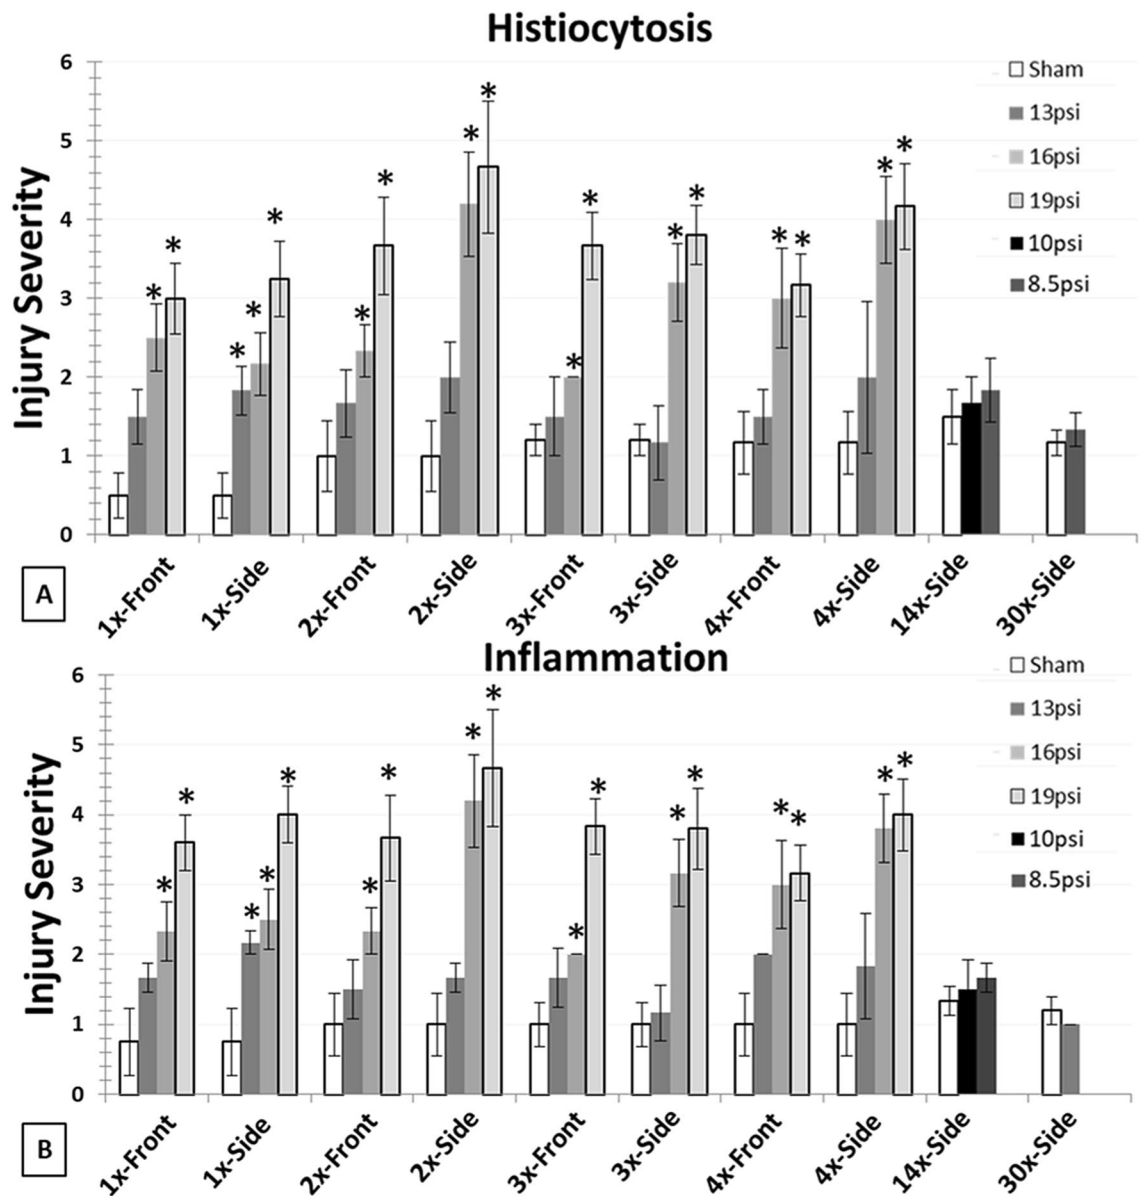 Histiocytosis
Injury Severity
6
5
4
3
2
1
0
* * * * * * * * * * * * * * * * *
Sham
13psi
16psi
19psi
10psi
8.5psi
1x-Front
1x-Side
2x-Front
2x-Side
3x-Front
3x-Side
4x-Front
4x-Side
14x-Side
30x-Side
A
Inflammation
Injury Severity
6
5
4
3
2
1
0
* * * * * * * * * * * * * * * * *
Sham
13psi
16psi
19psi
10psi
8.5psi
1x-Front
1x-Side
2x-Front
2x-Side
3x-Front
3x-Side
4x-Front
4x-Side
14x-Side
30x-Side
B